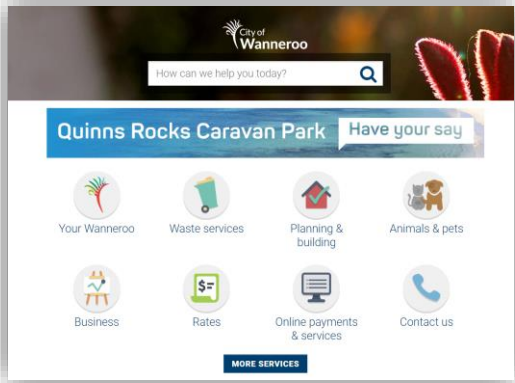 City of
Wanneroo
How can we help you today?
Quinns Rocks Caravan Park Have your say
Your Wanneroo
Waste services
Planning &
building
Animals & pets
Business
$=
Rates
Online payments
& services
Contact us
MORE SERVICES